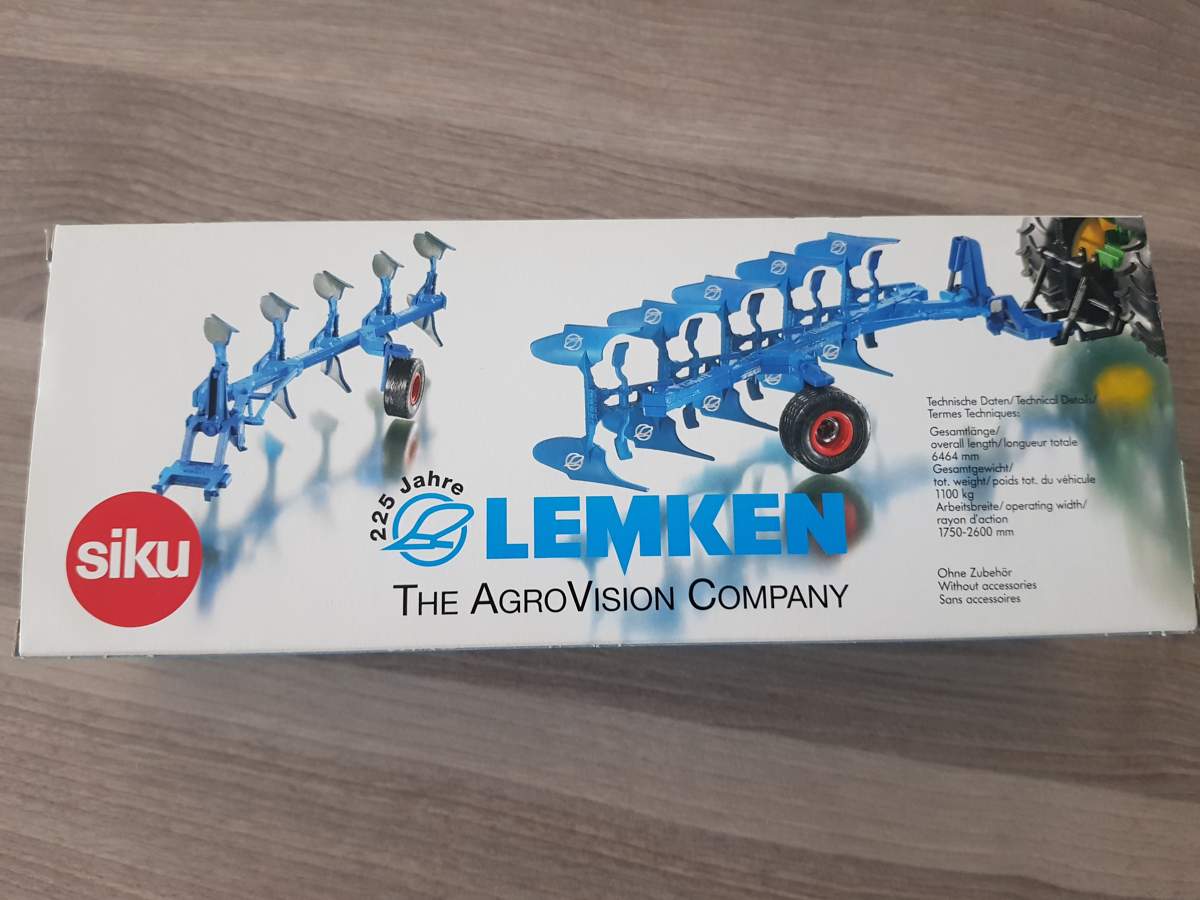 siku
225 Jahre
LEMKEN
THE AGROVISION COMPANY
Technische Daten/Technical Details/
Termes Techniques:
Gesamtlänge/
overall length/longueur totale
6464 mm
Gesamtgewicht/
tot. weight/poids tot. du véhicule
1100 kg
Arbeitsbreite/operating width/
rayon d'action
1750-2600 mm
Ohne Zubehör
Without accessories
Sans accessoires